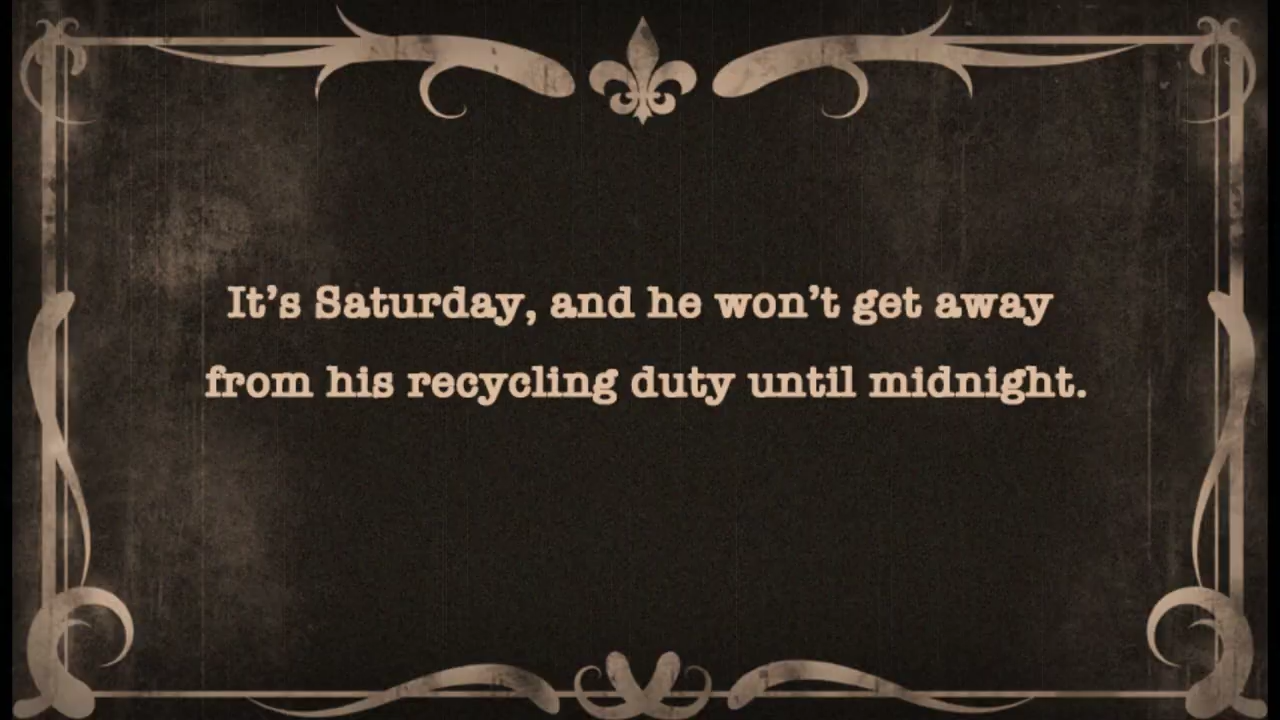 It’s Saturday, and he won’t get away
from his recycling duty until midnight.